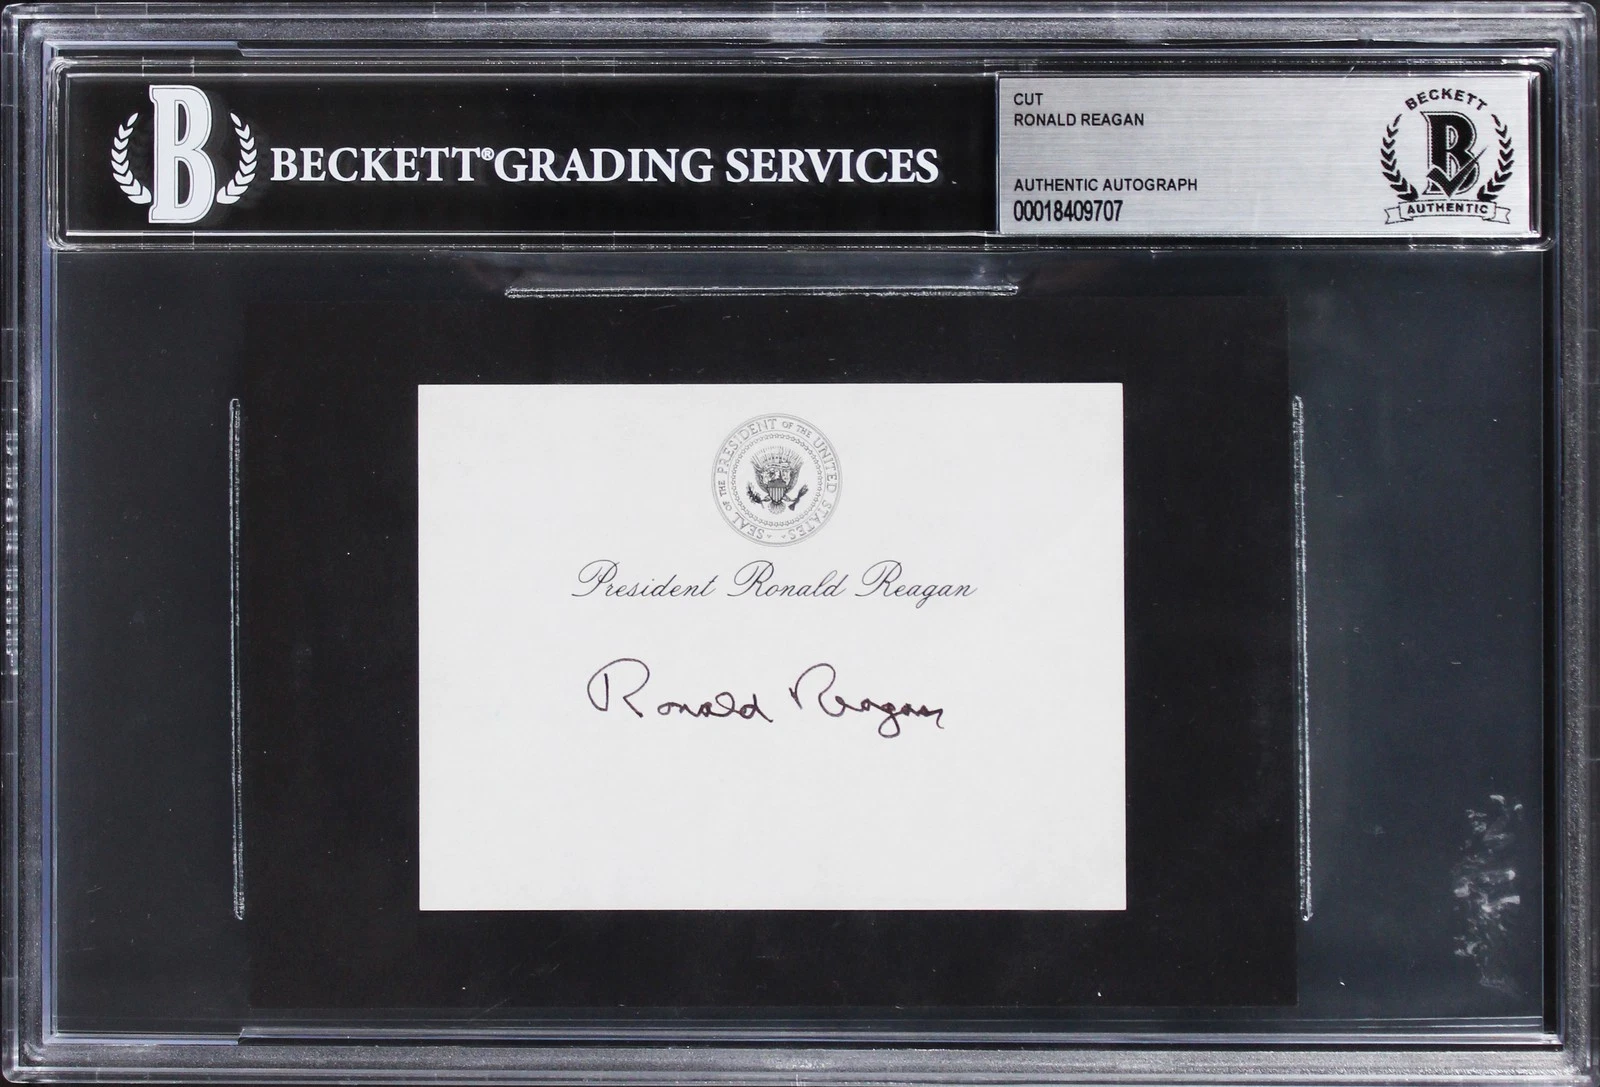 B BECKETT® GRADING SERVICES
CUT
RONALD REAGAN
AUTHENTIC AUTOGRAPH
00018409707
BECKETT
B
AUTHENTIC
SEAL OF THE PRESIDENT OF THE UNITED STATES
President Ronald Reagan
Ronald Reagan